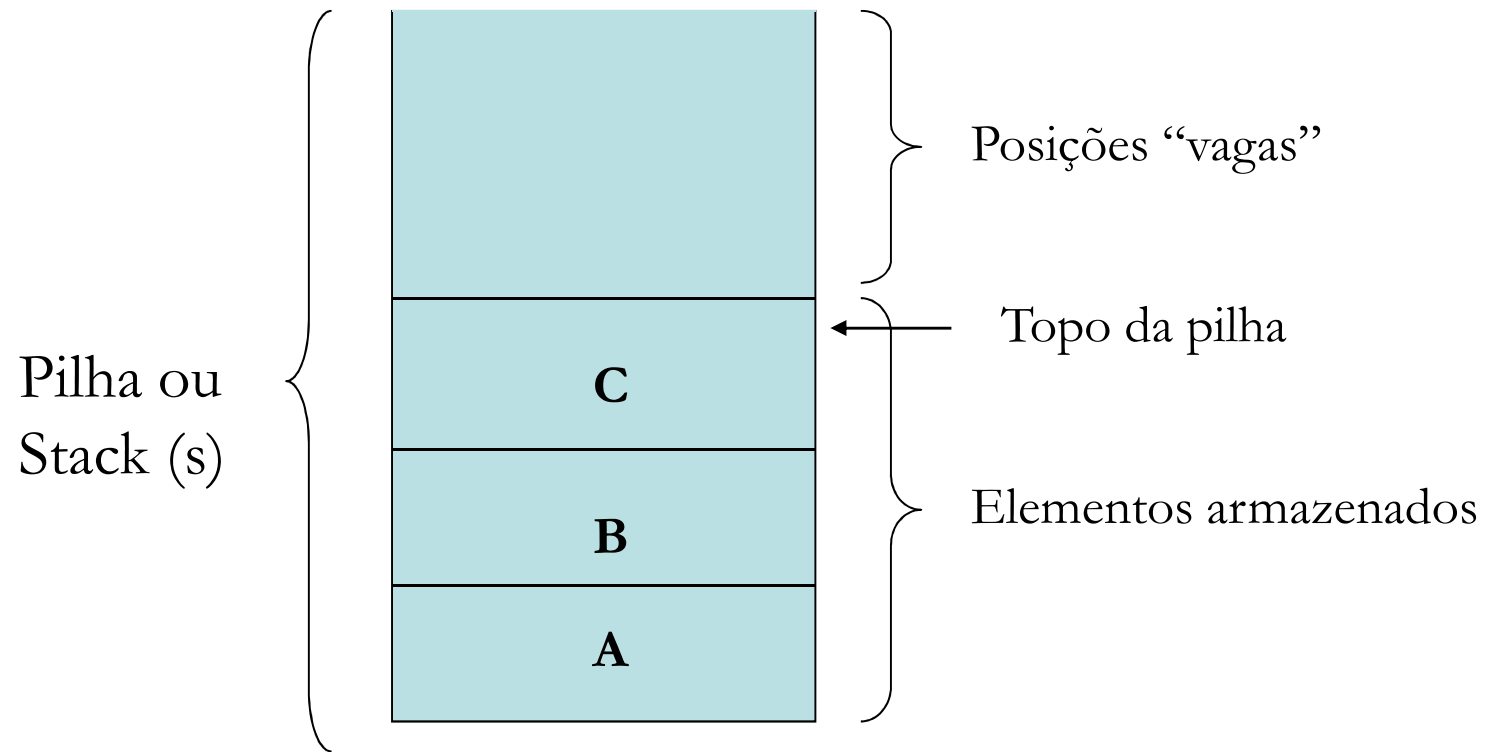 Posições “vagas”
Topo da pilha
Pilha ou
Stack (s)
C
B
Elementos armazenados
A